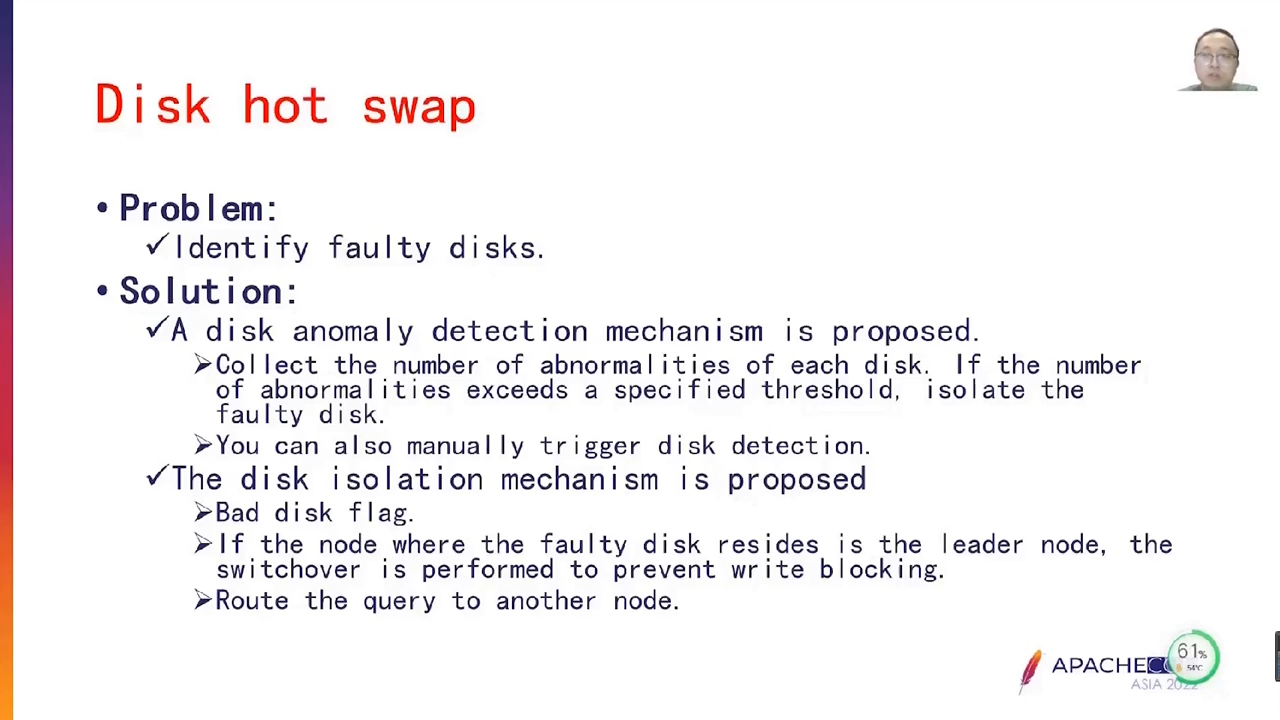 Disk hot swap
• Problem:
✓Identify faulty disks.
• Solution:
✓A disk anomaly detection mechanism is proposed.
➢Collect the number of abnormalities of each disk. If the number
of abnormalities exceeds a specified threshold, isolate the
faulty disk.
➢You can also manually trigger disk detection.
✓The disk isolation mechanism is proposed
➢Bad disk flag.
➢If the node where the faulty disk resides is the leader node, the
switchover is performed to prevent write blocking.
➢Route the query to another node.
61%
54°C
APACHEC
ASIA 2022